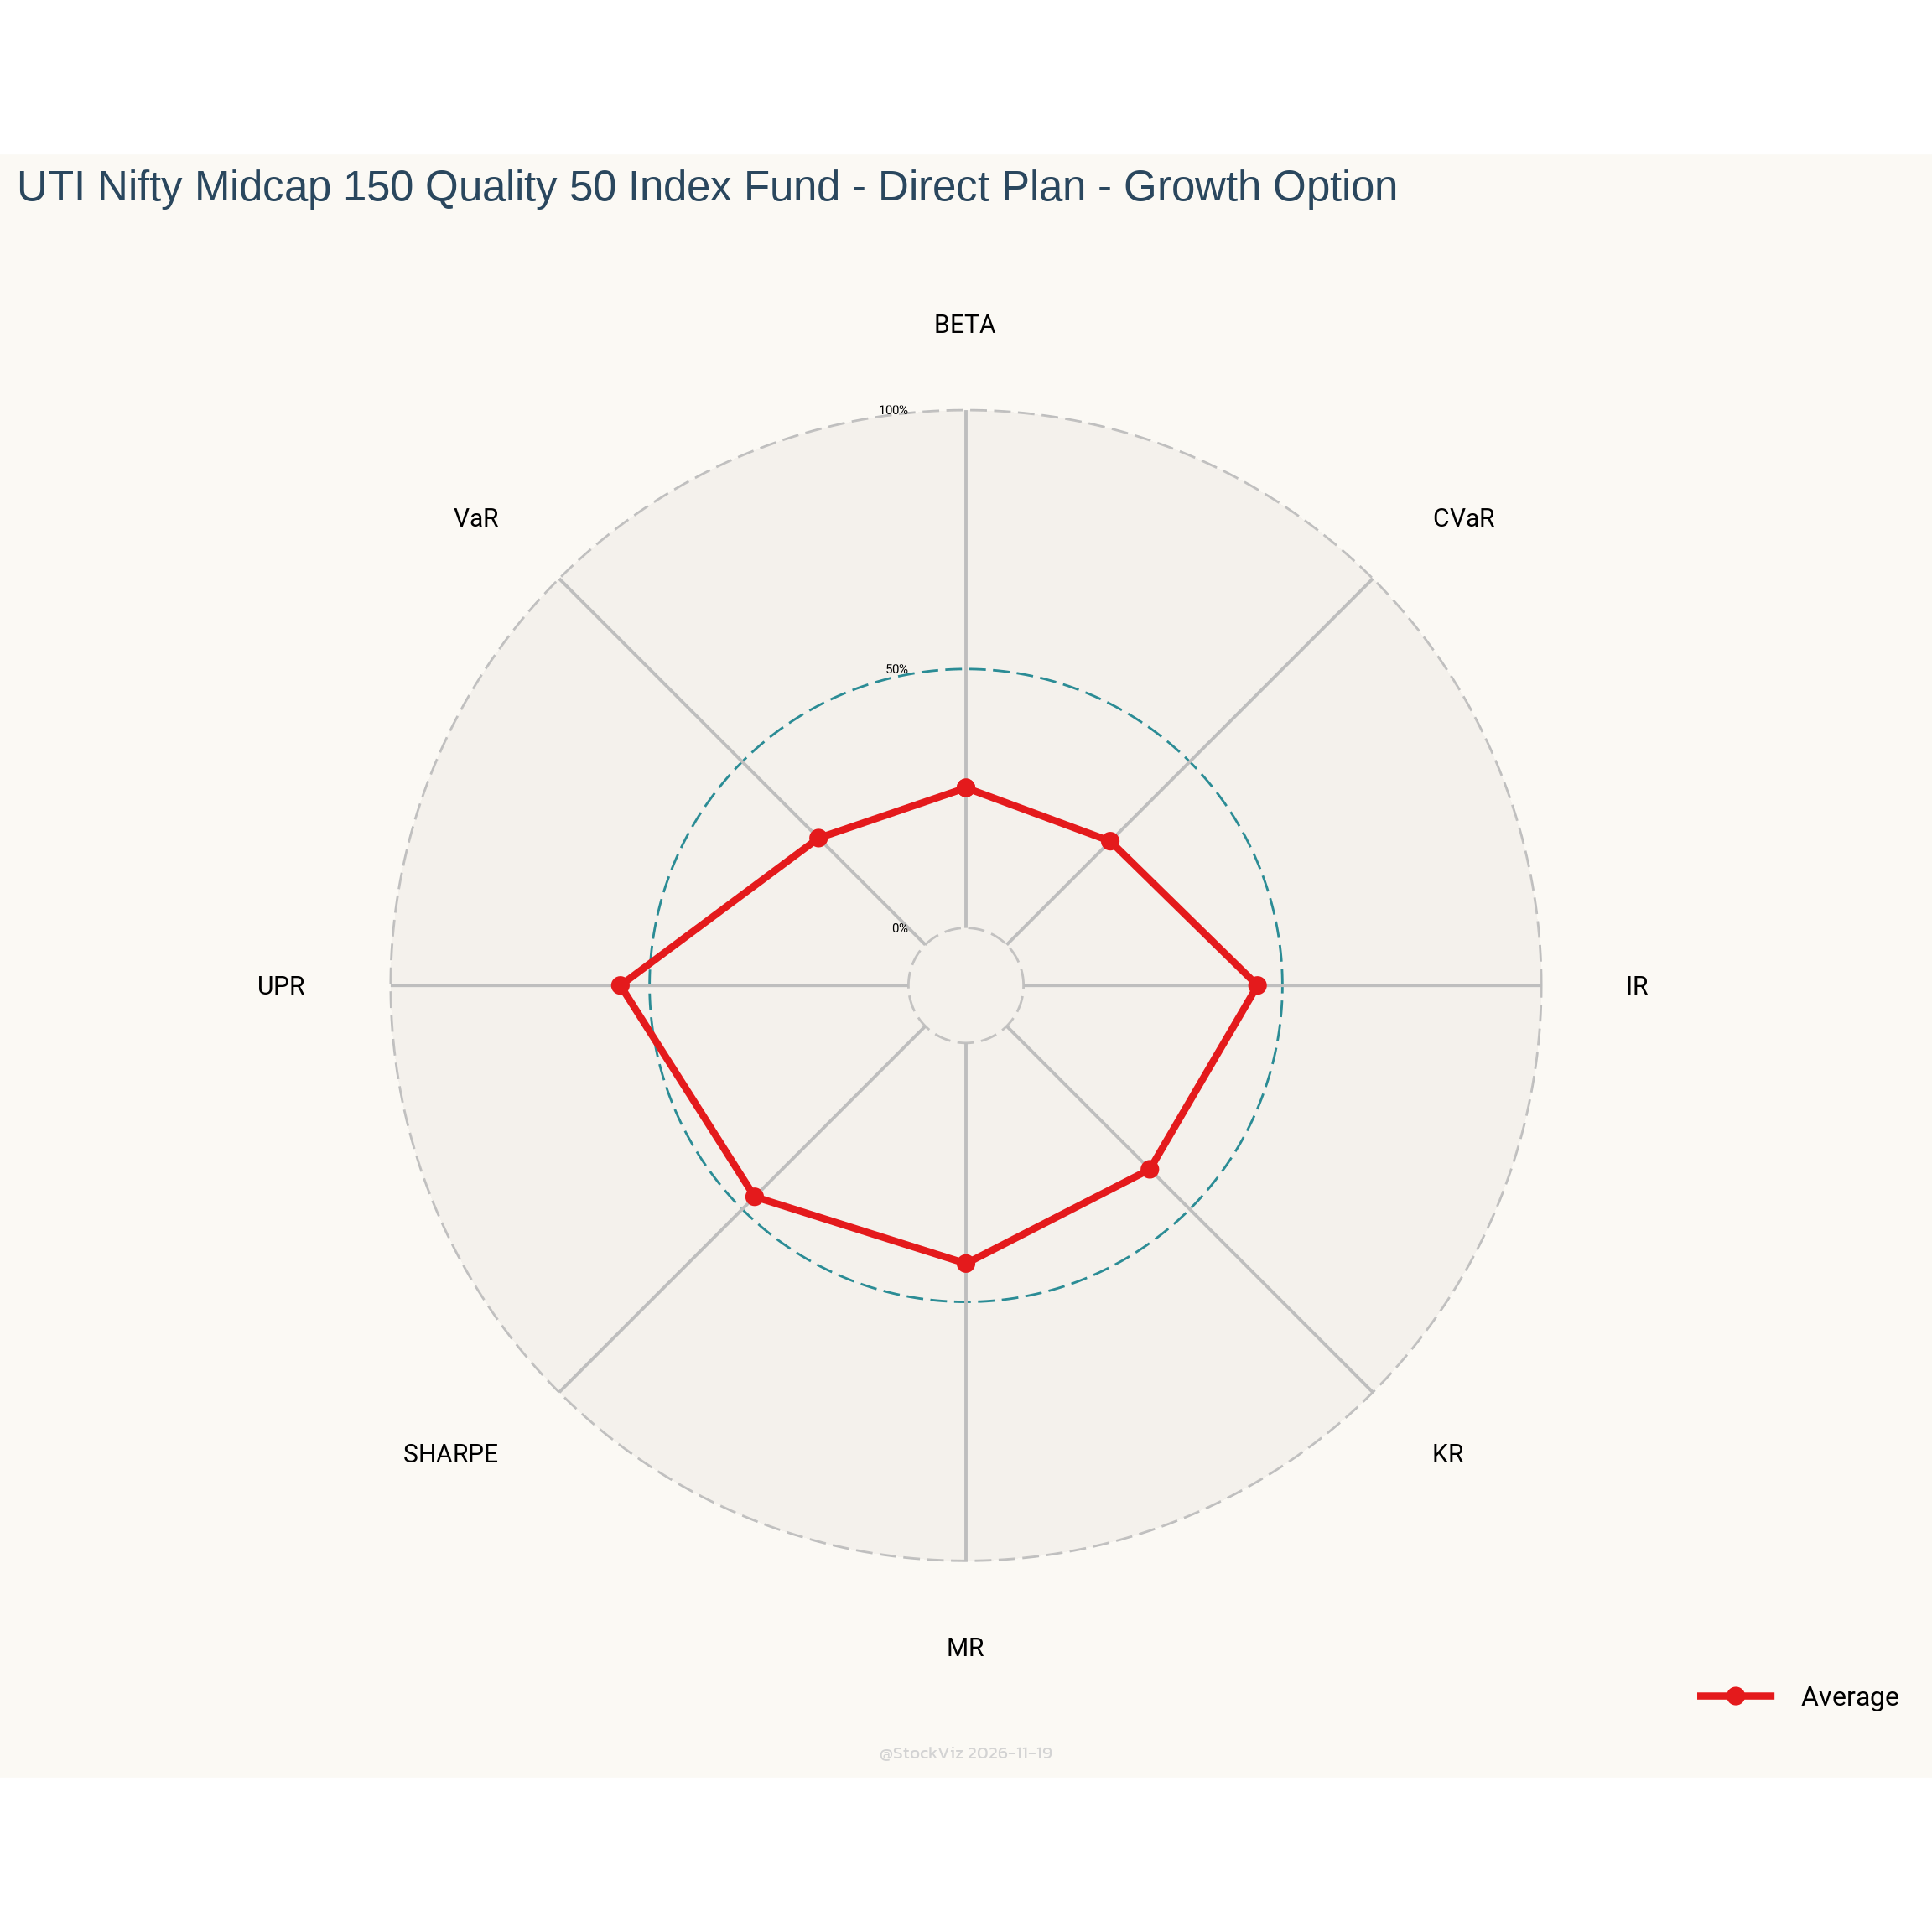 UTI Nifty Midcap 150 Quality 50 Index Fund - Direct Plan - Growth Option
BETA
100%
VaR
CVaR
50%
0%
UPR
IR
SHARPE
KR
MR
Average
@StockViz 2026-11-19